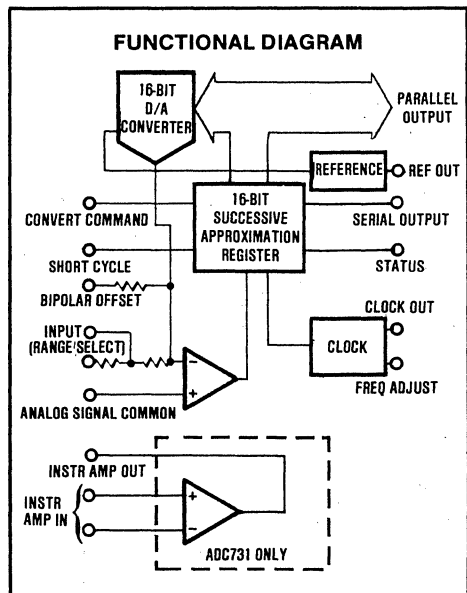 FUNCTIONAL DIAGRAM
16-BIT
D/A
CONVERTER
PARALLEL
OUTPUT
REFERENCE
REF OUT
16-BIT
SUCCESSIVE
APPROXIMATION
REGISTER
CONVERT COMMAND
SERIAL OUTPUT
SHORT CYCLE
STATUS
BIPOLAR OFFSET
CLOCK OUT
INPUT
(RANGE SELECT)
CLOCK
FREQ ADJUST
ANALOG SIGNAL COMMON
INSTR AMP OUT
INSTR
AMP IN
ADC731 ONLY